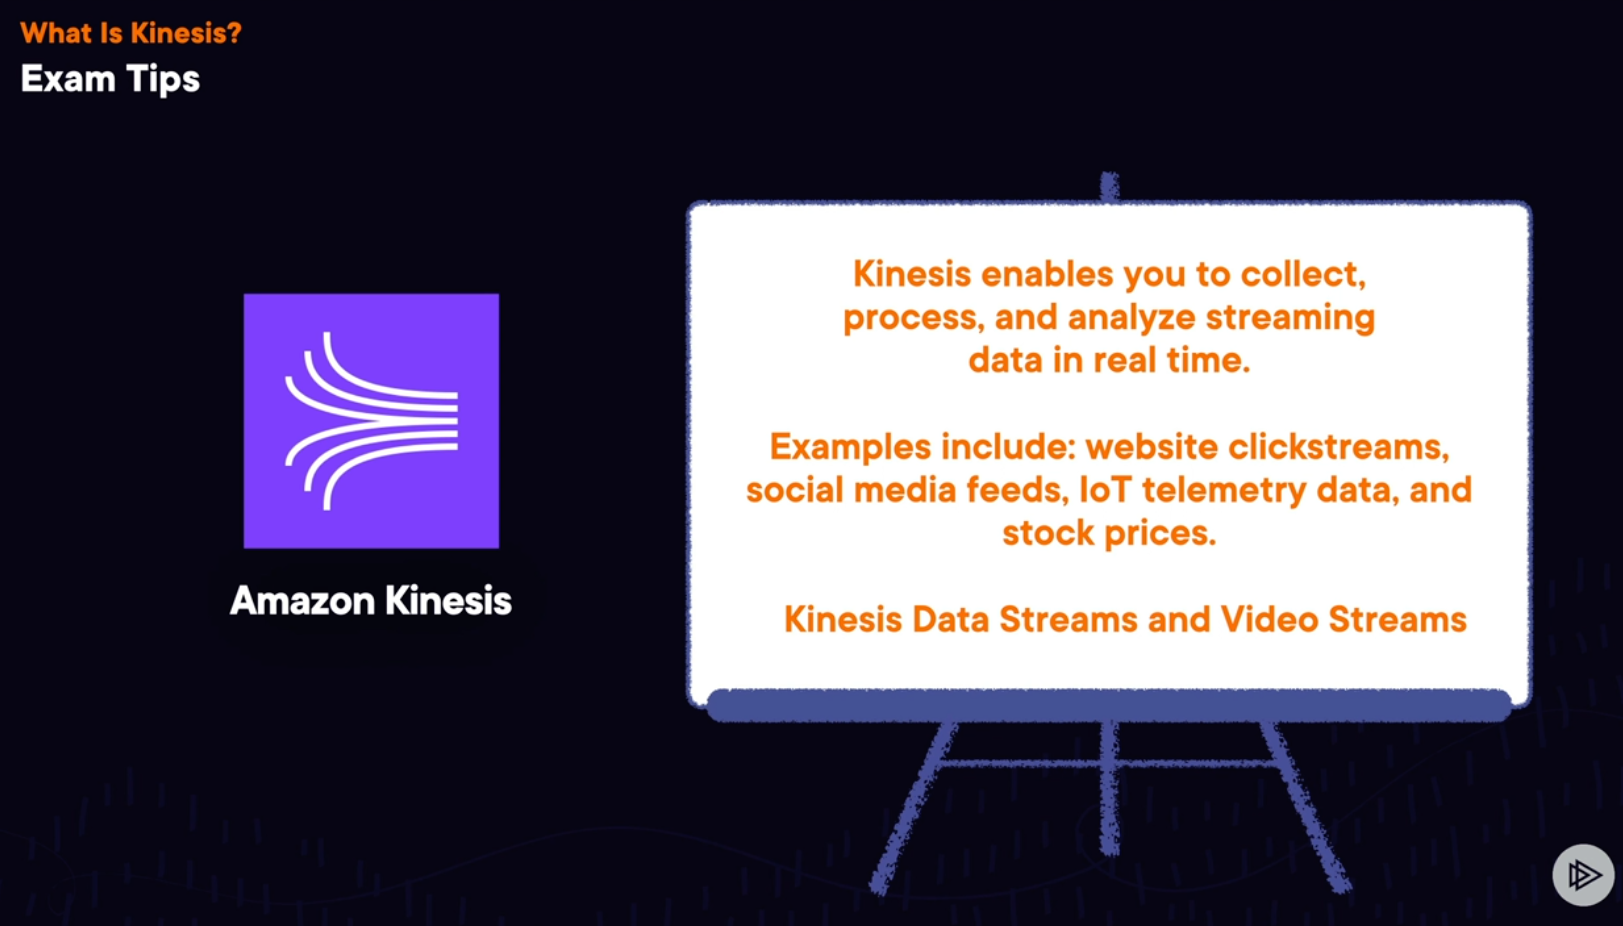 What Is Kinesis?
Exam Tips
Amazon Kinesis
Kinesis enables you to collect,
process, and analyze streaming
data in real time.
Examples include: website clickstreams,
social media feeds, IoT telemetry data, and
stock prices.
Kinesis Data Streams and Video Streams